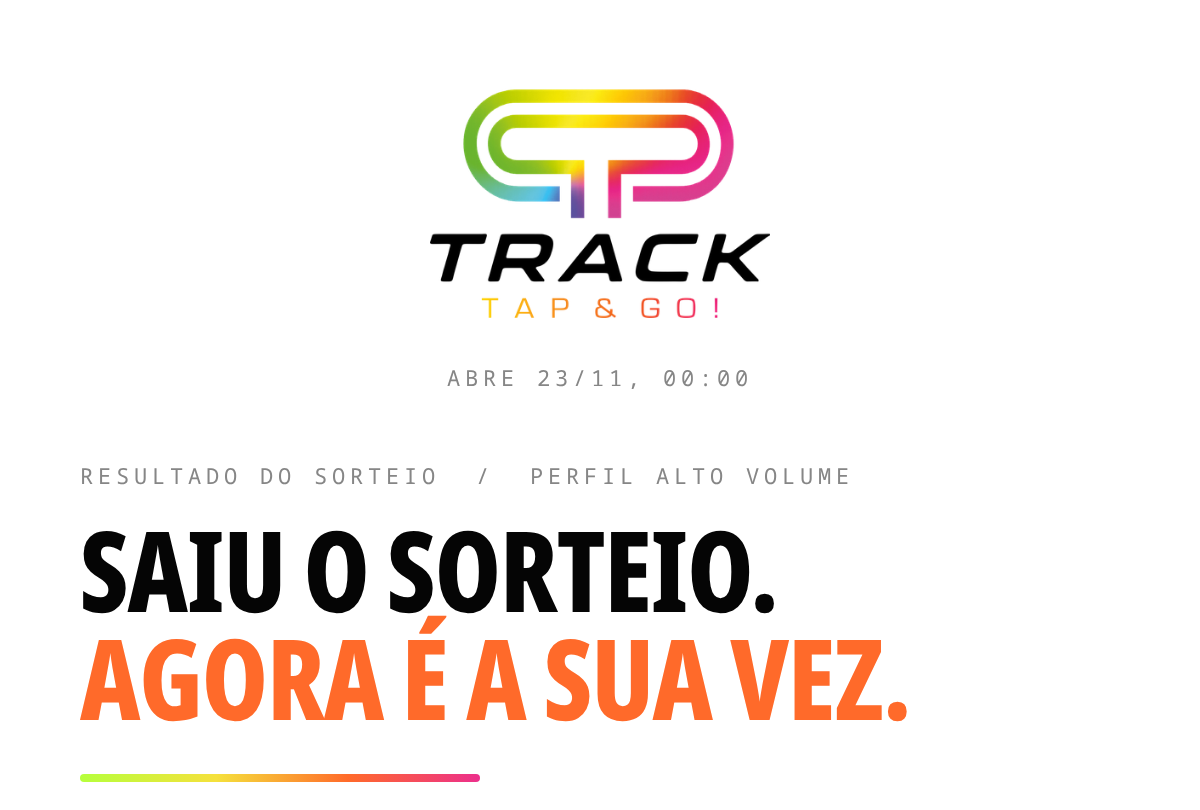 TRACK
TAP & GO!
ABRE 23/11, 00:00
RESULTADO DO SORTEIO / PERFIL ALTO VOLUME
SAIU O SORTEIO.
AGORA É A SUA VEZ.